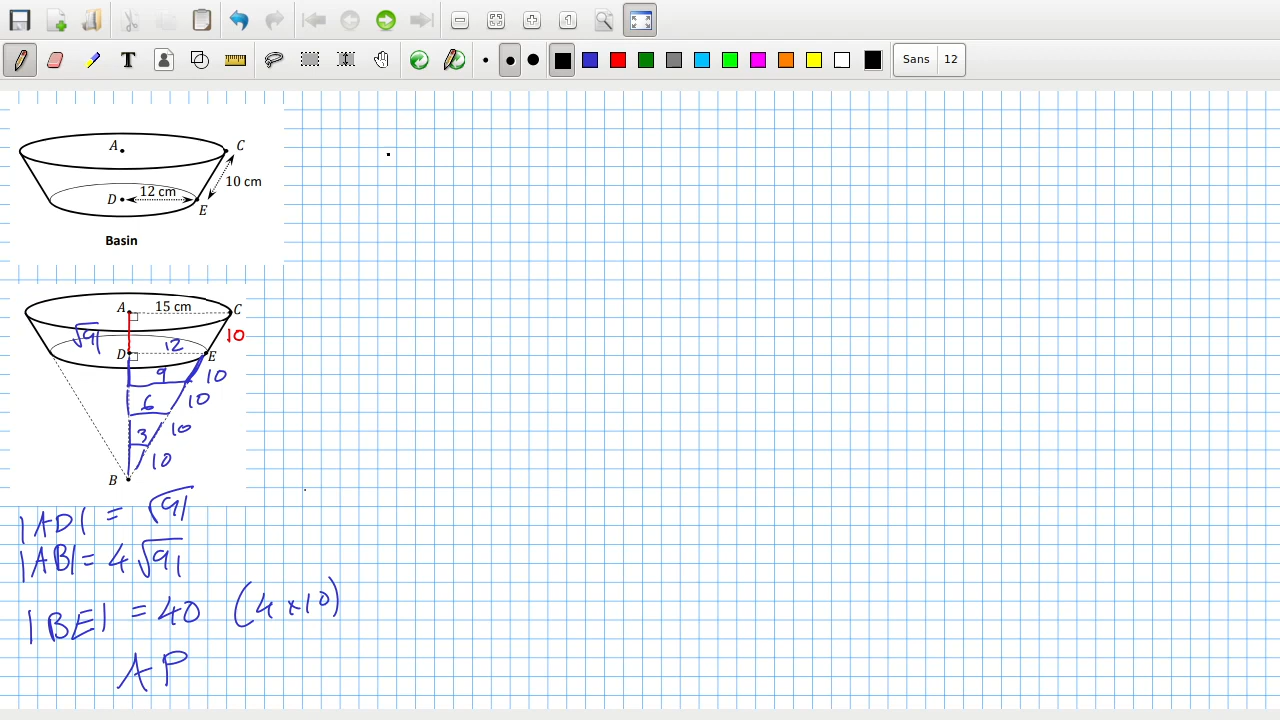 T
Sans 12
A
C
10 cm
D
12 cm
E
Basin
A
15 cm
C
10
√91
12
D
E
9
10
6
10
3
10
10
B
|AD| = √91
|AB| = 4√91
|BE| = 40 (4×10)
AP